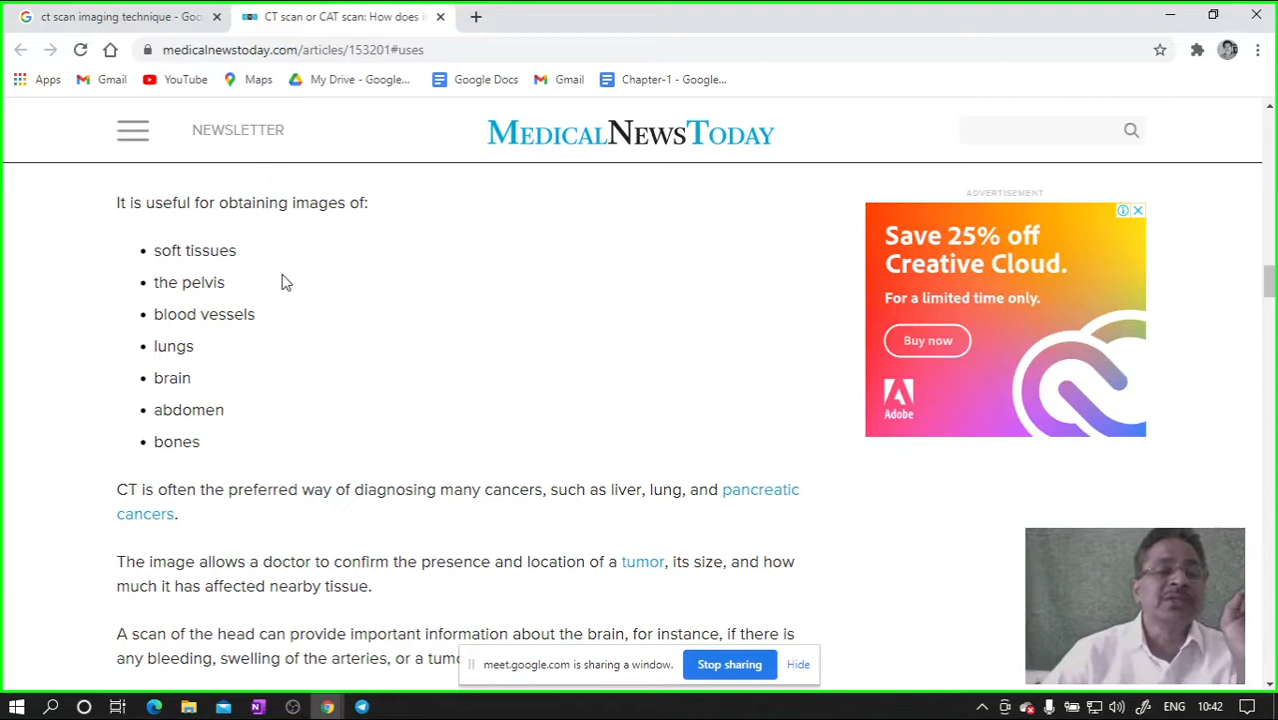 ct scan imaging technique - Goo
CT scan or CAT scan: How does i
medicalnewstoday.com/articles/153201#uses
Apps
Gmail
YouTube
Maps
My Drive - Google...
Google Docs
Gmail
Chapter-1 - Google...
NEWSLETTER
MEDICALNEWSTODAY
It is useful for obtaining images of:
• soft tissues
• the pelvis
• blood vessels
• lungs
• brain
• abdomen
• bones
CT is often the preferred way of diagnosing many cancers, such as liver, lung, and pancreatic
cancers.
The image allows a doctor to confirm the presence and location of a tumor, its size, and how
much it has affected nearby tissue.
A scan of the head can provide important information about the brain, for instance, if there is
any bleeding, swelling of the arteries, or a tumo
ADVERTISEMENT
Save 25% off
Creative Cloud.
For a limited time only.
Buy now
Adobe
meet.google.com is sharing a window.
Stop sharing
Hide
ENG
10:42